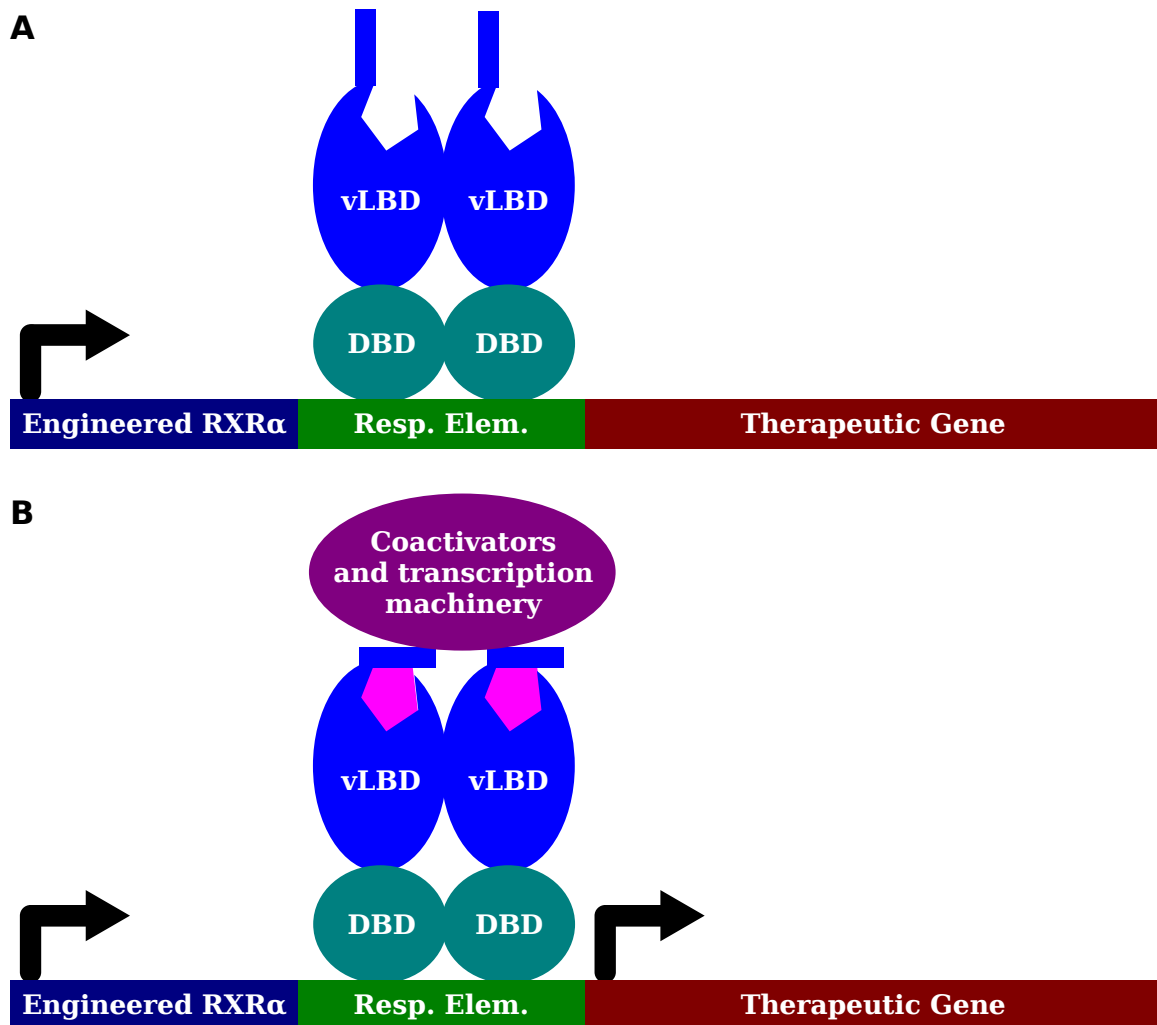 A
vLBD
vLBD
DBD
DBD
Engineered RXRα
Resp. Elem.
Therapeutic Gene
B
Coactivators
and transcription
machinery
vLBD
vLBD
DBD
DBD
Engineered RXRα
Resp. Elem.
Therapeutic Gene